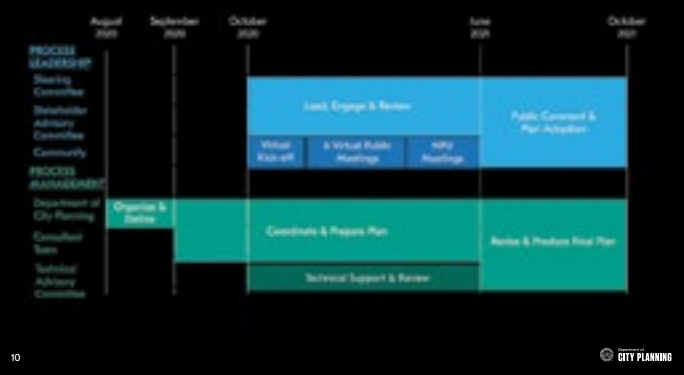 August
2020
September
2020
October
2020
June
2021
October
2021
PROCESS
LEADERSHIP
Steering
Committee
Stakeholder
Advisory
Committee
Community
Lead, Engage & Review
Public Comment &
Plan Adoption
Virtual
Kick-off
6 Virtual Public
Meetings
NPU
Meetings
PROCESS
MANAGEMENT
Department of
City Planning
Consultant
Team
Technical
Advisory
Committee
Organize &
Define
Coordinate & Prepare Plan
Revise & Produce Final Plan
Technical Support & Review
10
Department of
CITY PLANNING